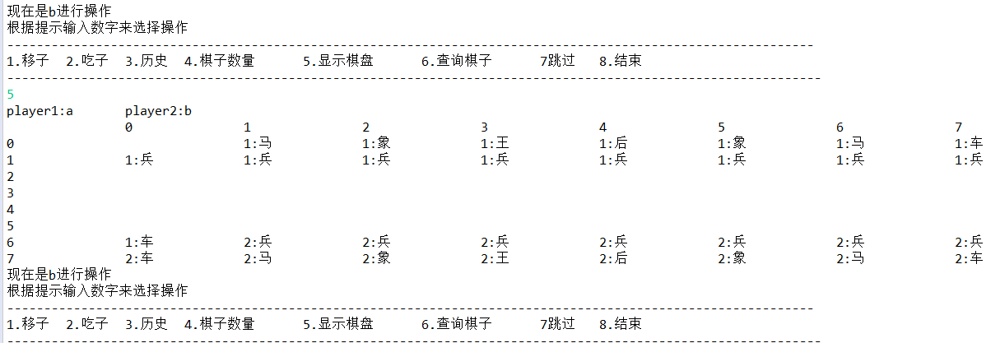 现在是b进行操作
根据提示输入数字来选择操作
------------------------------------------------------------------------------------------------------------
1.移子 2.吃子 3.历史 4.棋子数量 5.显示棋盘 6.查询棋子 7跳过 8.结束
-------------------------------------------------------------------------------------------------------------
5
player1:a player2:b
0 1 2 3 4 5 6 7
0 1:马 1:象 1:王 1:后 1:象 1:马 1:车
1 1:兵 1:兵 1:兵 1:兵 1:兵 1:兵 1:兵 1:兵
2
3
4
5
6 1:车 2:兵 2:兵 2:兵 2:兵 2:兵 2:兵 2:兵
7 2:车 2:马 2:象 2:王 2:后 2:象 2:马 2:车
现在是b进行操作
根据提示输入数字来选择操作
------------------------------------------------------------------------------------------------------------
1.移子 2.吃子 3.历史 4.棋子数量 5.显示棋盘 6.查询棋子 7跳过 8.结束
-------------------------------------------------------------------------------------------------------------